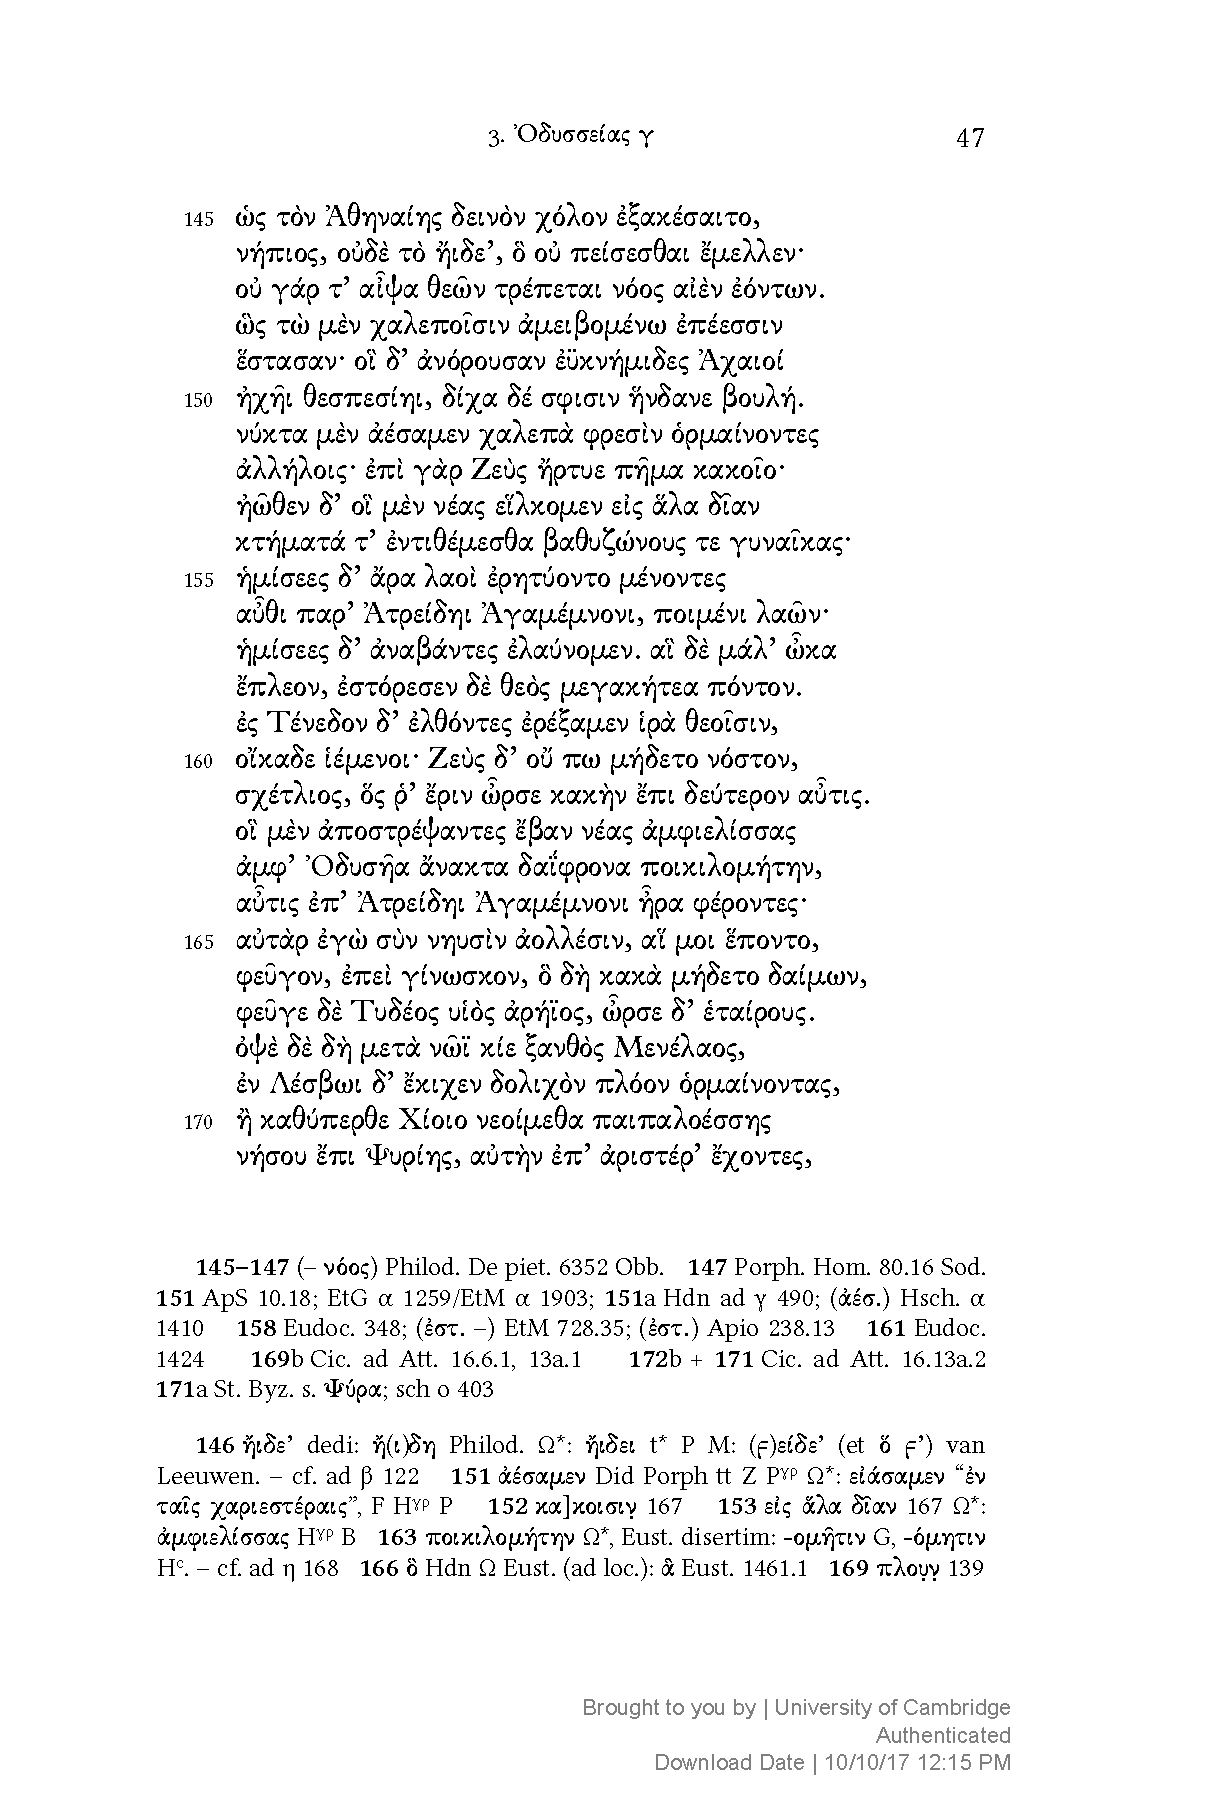 3. Ὀδυσσείας γ 47
145 ὡς τὸν Ἀθηναίης δεινὸν χόλον ἐξακέσαιτο,
νήπιος, οὐδὲ τὸ ἤιδε’, ὃ οὐ πείσεσθαι ἔμελλεν·
οὐ γάρ τ’ αἶψα θεῶν τρέπεται νόος αἰὲν ἐόντων.
ὣς τὼ μὲν χαλεποῖσιν ἀμειβομένω ἐπέεσσιν
ἕστασαν· οἳ δ’ ἀνόρουσαν ἐϋκνήμιδες Ἀχαιοί
150 ἠχῆι θεσπεσίηι, δίχα δέ σφισιν ἥνδανε βουλή.
νύκτα μὲν ἀέσαμεν χαλεπὰ φρεσὶν ὁρμαίνοντες
ἀλλήλοις· ἐπὶ γὰρ Ζεὺς ἤρτυε πῆμα κακοῖο·
ἠῶθεν δ’ οἳ μὲν νέας εἵλκομεν εἰς ἅλα δῖαν
κτήματά τ’ ἐντιθέμεσθα βαθυζώνους τε γυναῖκας·
155 ἡμίσεες δ’ ἄρα λαοὶ ἐρητύοντο μένοντες
αὖθι παρ’ Ἀτρείδηι Ἀγαμέμνονι, ποιμένι λαῶν·
ἡμίσεες δ’ ἀναβάντες ἐλαύνομεν. αἳ δὲ μάλ’ ὦκα
ἔπλεον, ἐστόρεσεν δὲ θεὸς μεγακήτεα πόντον.
ἐς Τένεδον δ’ ἐλθόντες ἐρέξαμεν ἱρὰ θεοῖσιν,
160 οἴκαδε ἱέμενοι· Ζεὺς δ’ οὔ πω μήδετο νόστον,
σχέτλιος, ὅς ῥ’ ἔριν ὦρσε κακὴν ἔπι δεύτερον αὖτις.
οἳ μὲν ἀποστρέψαντες ἔβαν νέας ἀμφιελίσσας
ἀμφ’ Ὀδυσῆα ἄνακτα δαΐφρονα ποικιλομήτην,
αὖτις ἐπ’ Ἀτρείδηι Ἀγαμέμνονι ἦρα φέροντες·
165 αὐτὰρ ἐγὼ σὺν νηυσὶν ἀολλέσιν, αἵ μοι ἕποντο,
φεῦγον, ἐπεὶ γίνωσκον, ὃ δὴ κακὰ μήδετο δαίμων,
φεῦγε δὲ Τυδέος υἱὸς ἀρήϊος, ὦρσε δ’ ἑταίρους.
ὀψὲ δὲ δὴ μετὰ νῶϊ κίε ξανθὸς Μενέλαος,
ἐν Λέσβωι δ’ ἔκιχεν δολιχὸν πλόον ὁρμαίνοντας,
170 ἢ καθύπερθε Χίοιο νεοίμεθα παιπαλοέσσης
νήσου ἔπι Ψυρίης, αὐτὴν ἐπ’ ἀριστέρ’ ἔχοντες,
145–147 (– νόος) Philod. De piet. 6352 Obb. 147 Porph. Hom. 80.16 Sod.
151 ApS 10.18; EtG α 1259/EtM α 1903; 151a Hdn ad γ 490; (ἀέσ.) Hsch. α
1410 158 Eudoc. 348; (ἐστ. –) EtM 728.35; (ἐστ.) Apio 238.13 161 Eudoc.
1424 169b Cic. ad Att. 16.6.1, 13a.1 172b + 171 Cic. ad Att. 16.13a.2
171a St. Byz. s. Ψύρα; sch ο 403
146 ἤιδε’ dedi: ἤ(ι)δη Philod. Ω*: ἤιδει t* P M: (ϝ)είδε’ (et ὅ ϝ’) van
Leeuwen. – cf. ad β 122 151 ἀέσαμεν Did Porph tt Z Pᵞᵖ Ω*: εἰάσαμεν “ἐν
ταῖς χαριεστέραις”, F Hᵞᵖ P 152 κα]κοισιν̣ 167 153 εἰς ἅλα δῖαν 167 Ω*:
ἀμφιελίσσας Hᵞᵖ B 163 ποικιλομήτην Ω*, Eust. disertim: -ομῆτιν G, -όμητιν
Hᶜ. – cf. ad η 168 166 ὃ Hdn Ω Eust. (ad loc.): ἃ Eust. 1461.1 169 πλου̣ν̣ 139
Brought to you by | University of Cambridge
Authenticated
Download Date | 10/10/17 12:15 PM